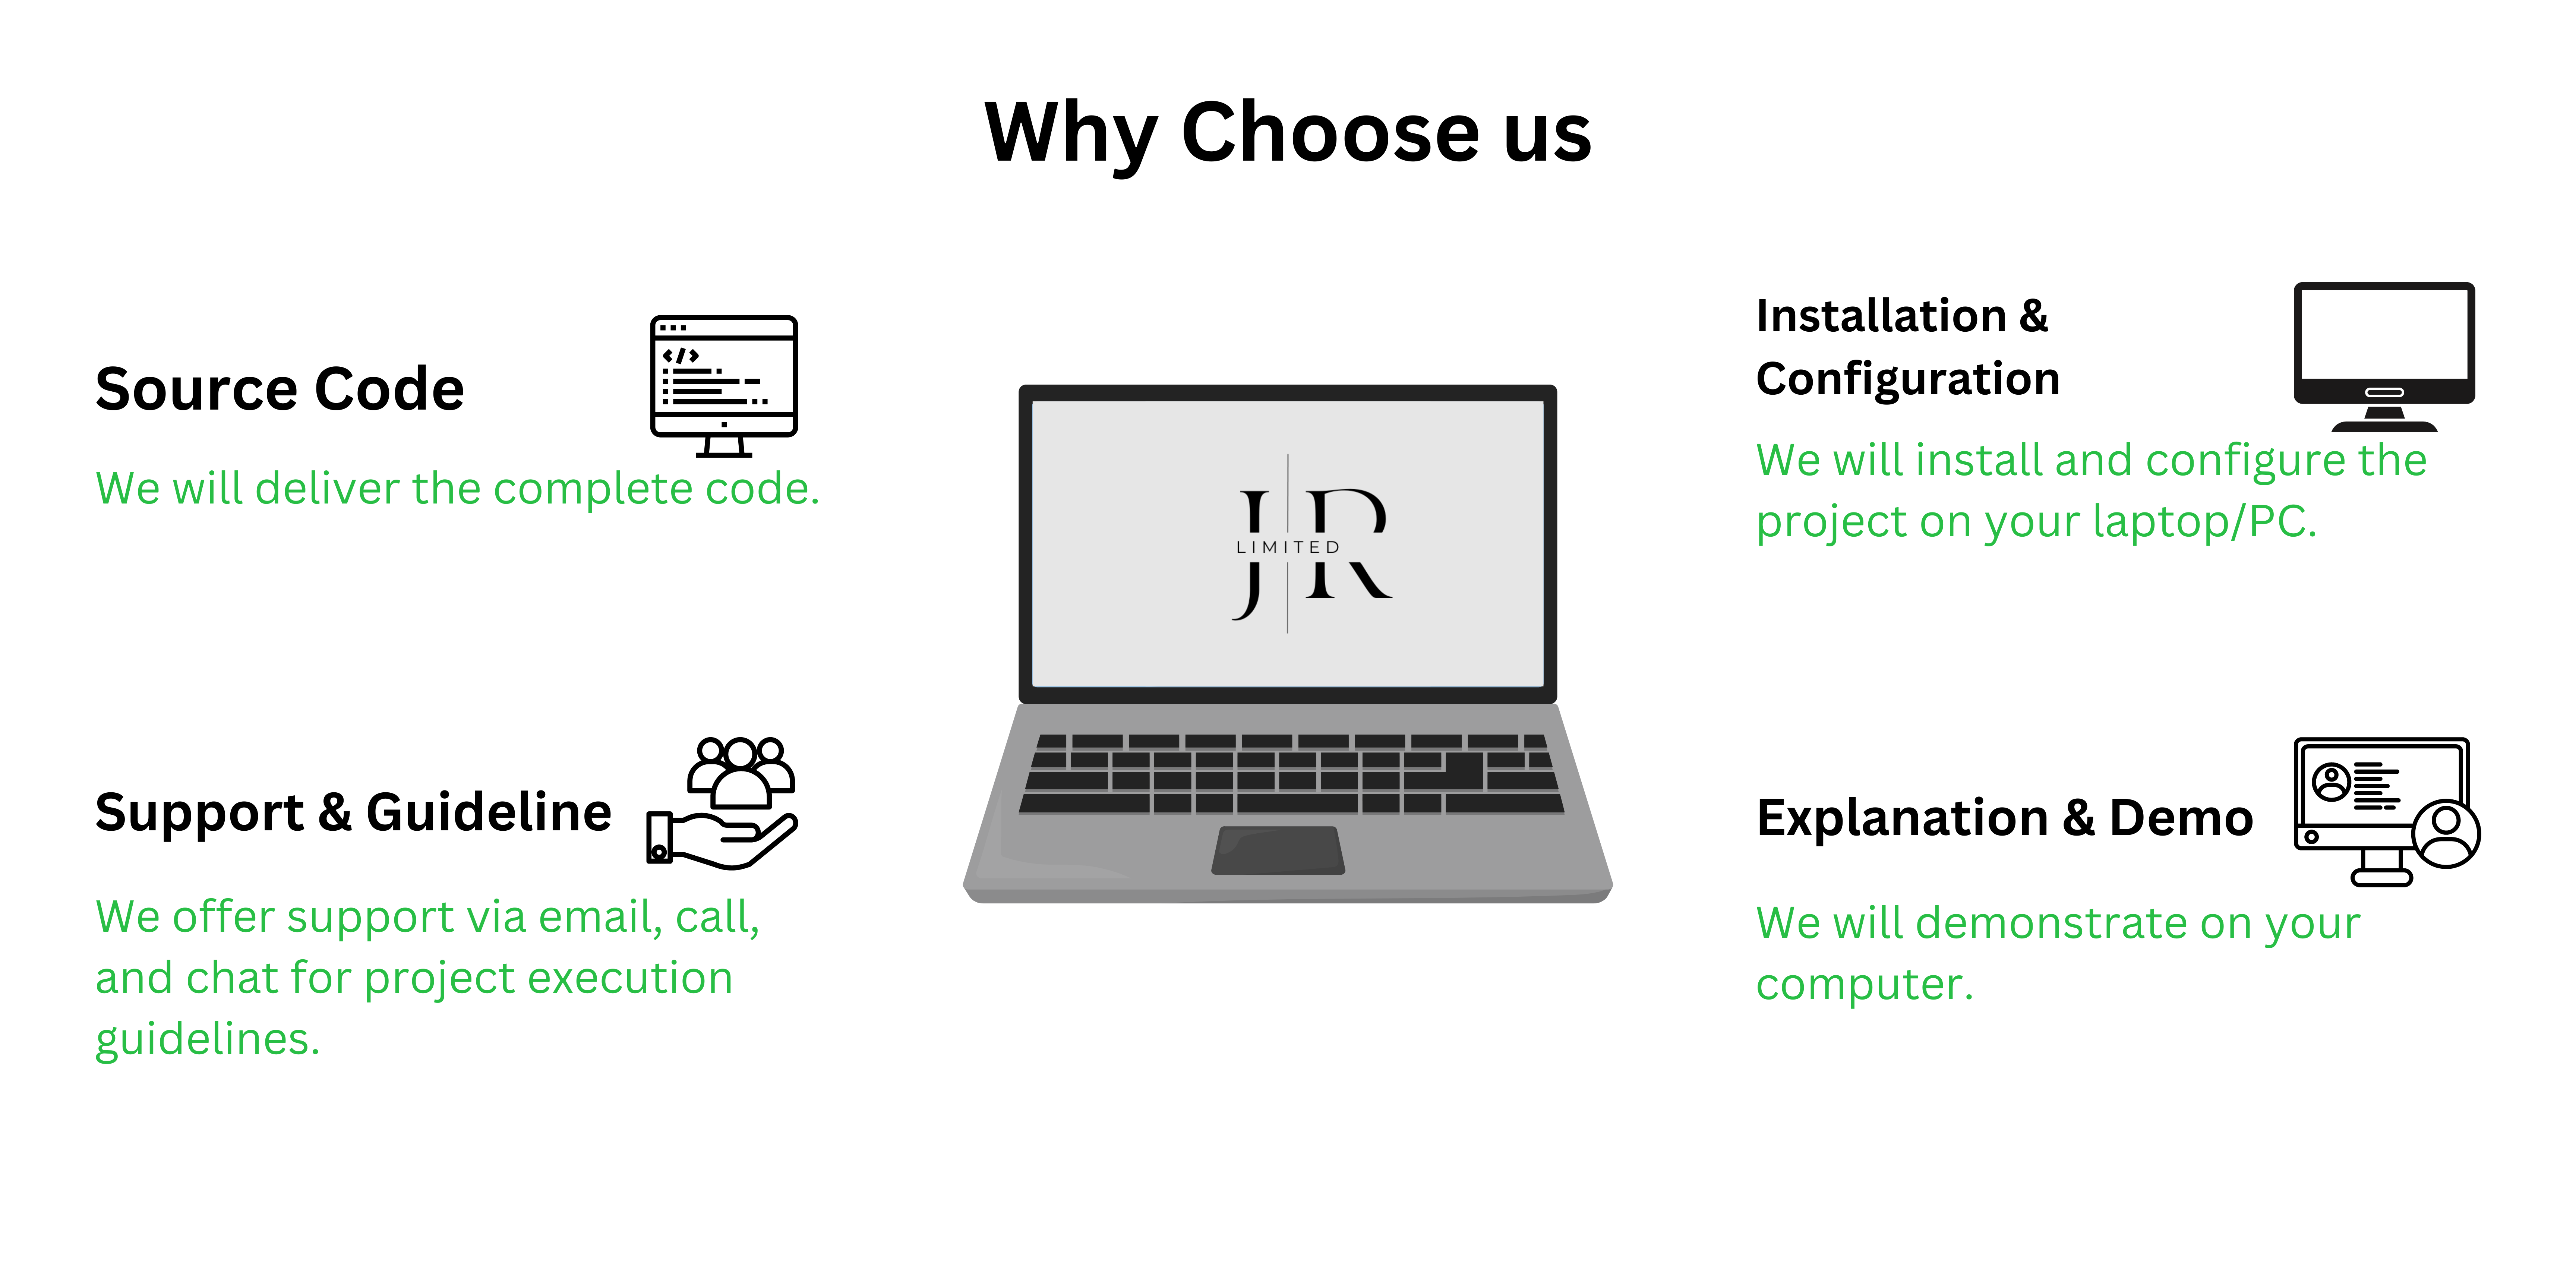 Why Choose us
Source Code
We will deliver the complete code.
Support & Guideline
We offer support via email, call,
and chat for project execution
guidelines.
JR
LIMITED
Installation &
Configuration
We will install and configure the
project on your laptop/PC.
Explanation & Demo
We will demonstrate on your
computer.